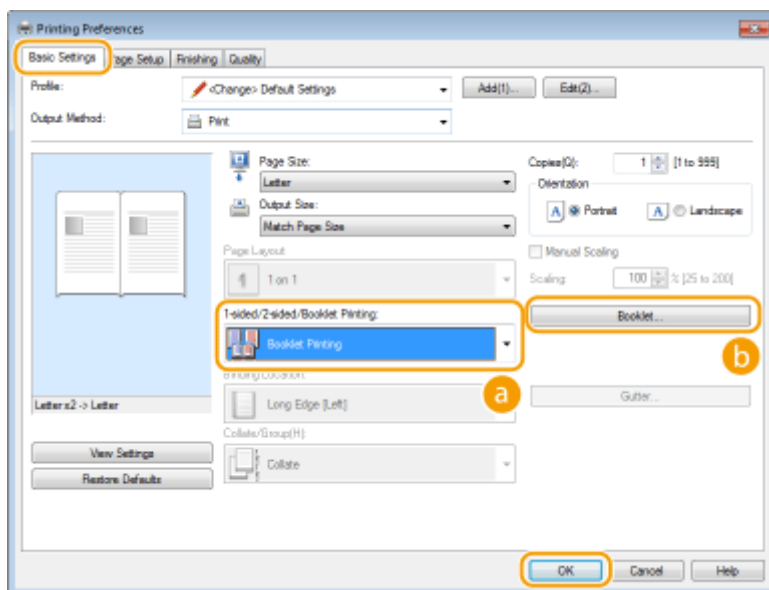 Printing Preferences
Basic Settings Page Setup Finishing Quality
Profile: <Change> Default Settings Add(1)... Edit(2)...
Output Method: Print
Page Size: Copies(Q): 1 [1 to 999]
Letter Orientation
Output Size: A Portrait A Landscape
Match Page Size
Page Layout Manual Scaling
1 on 1 Scaling: 100 % [25 to 200]
1-sided/2-sided/Booklet Printing: Booklet...
Booklet Printing
a b
Binding Location:
Letter x2 -> Letter Long Edge [Left] Gutter...
Collate/Group(H):
View Settings Collate
Restore Defaults
OK Cancel Help